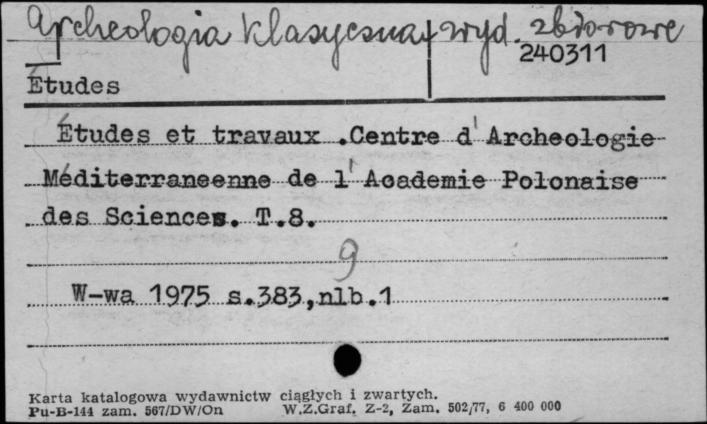 Archeologia klasyczna, wyd. zbiorowe
240311
Études
Études et travaux .Centre d'Archeologie
Méditerraneenne de l'Academie Polonaise
des Sciences. T.8.
9
W-wa 1975 s.383,nlb.1
Karta katalogowa wydawnictw ciągłych i zwartych.
Pu-B-144 zam. 567/DW/On W.Z.Graf. Z-2, Zam. 502/77, 6 400 000